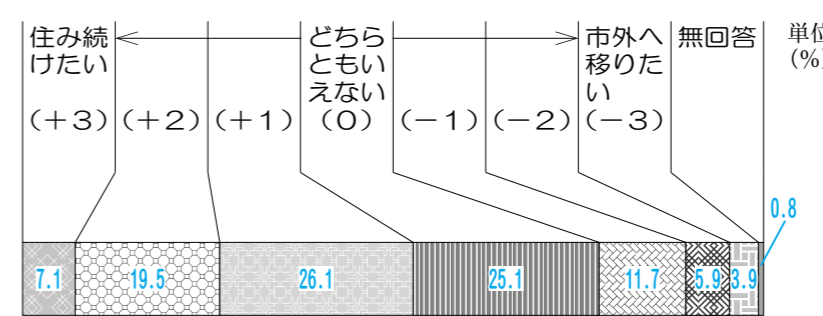 住み続
けたい
(+3)
(+2)
(+1)
どちら
ともい
えない
(0)
(-1)
(-2)
市外へ
移りた
い
(-3)
無回答
単位
(%)
7.1
19.5
26.1
25.1
11.7
5.9
3.9
0.8